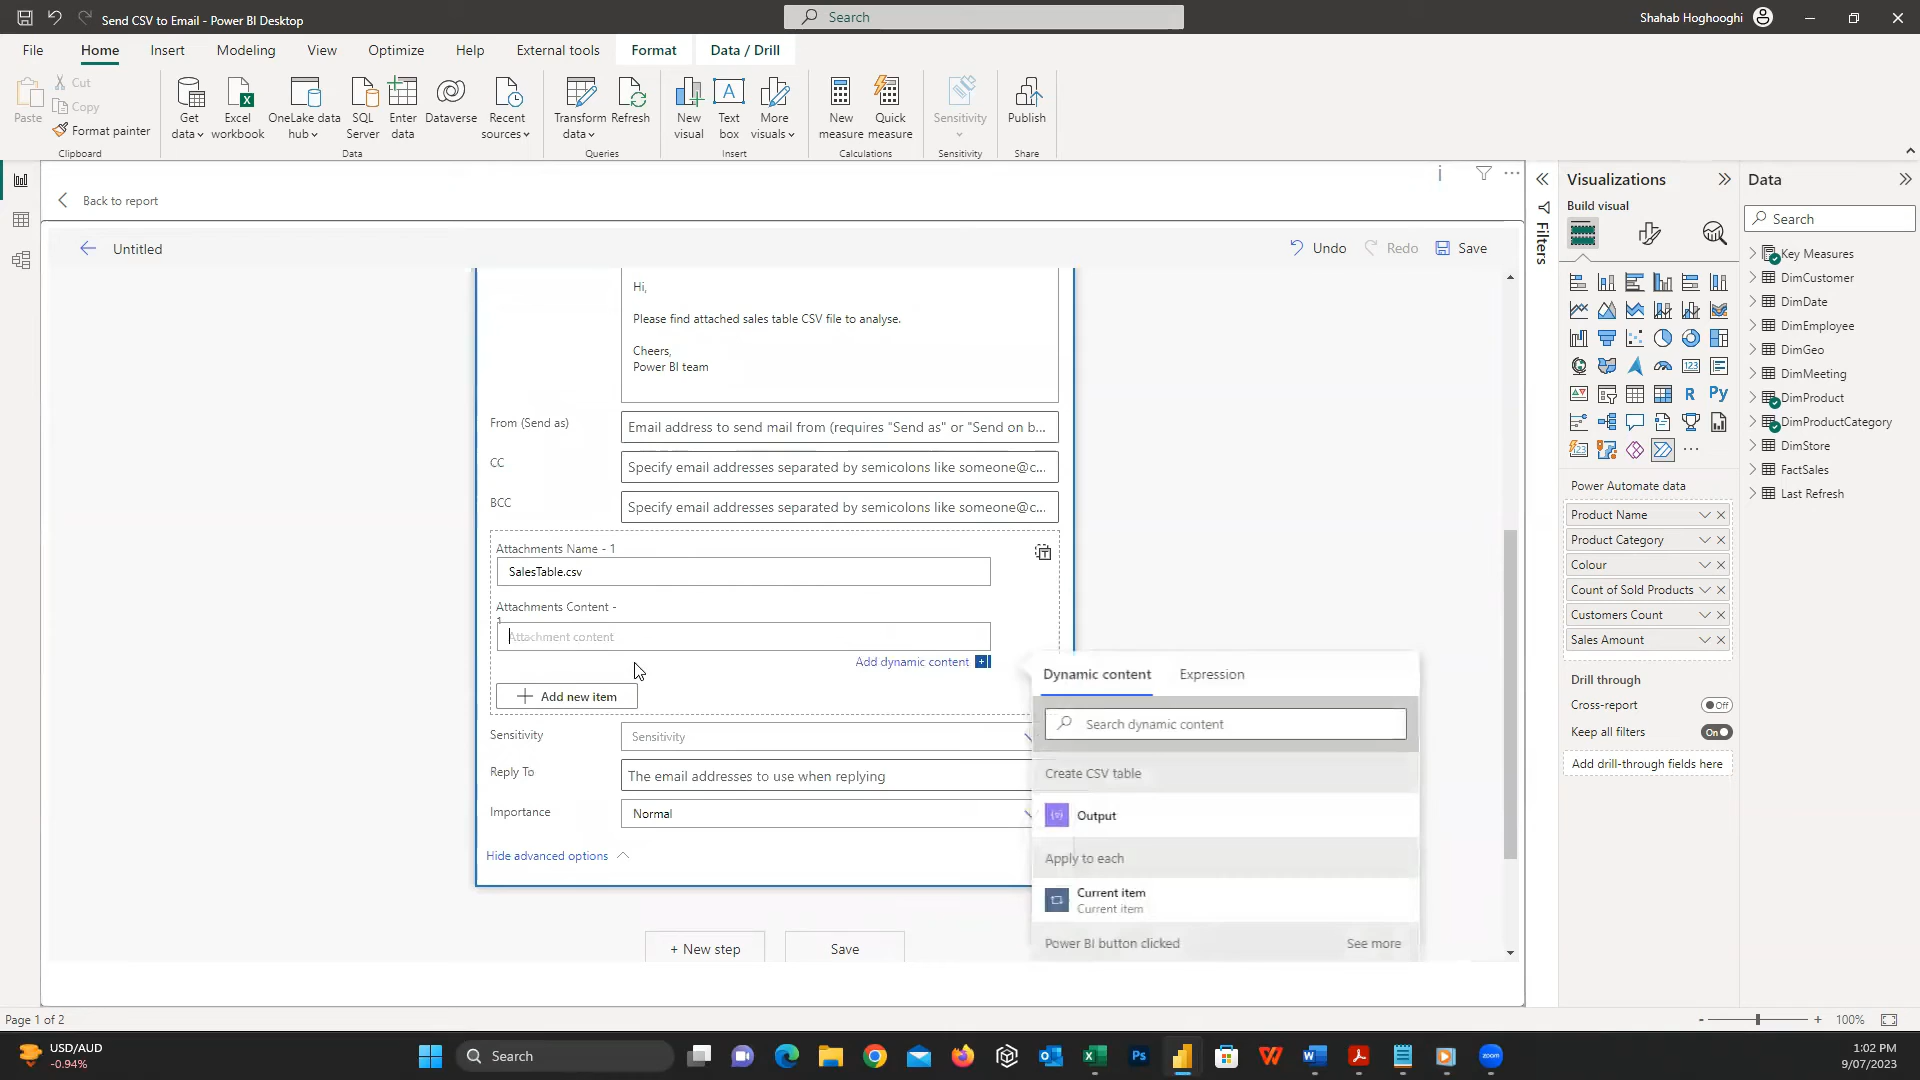 Send CSV to Email - Power BI Desktop
Search
Shahab Hoghooghi
File
Home
Insert
Modeling
View
Optimize
Help
External tools
Format
Data / Drill
Paste
Cut
Copy
Format painter
Clipboard
Get data
Excel workbook
OneLake data hub
SQL Server
Enter data
Dataverse
Recent sources
Data
Transform data
Refresh
Queries
New visual
Text box
More visuals
Insert
New measure
Quick measure
Calculations
Sensitivity
Sensitivity
Publish
Share
Back to report
Untitled
Undo
Redo
Save
Hi,
Please find attached sales table CSV file to analyse.
Cheers,
Power BI team
From (Send as)
Email address to send mail from (requires "Send as" or "Send on b...
CC
Specify email addresses separated by semicolons like someone@c...
BCC
Specify email addresses separated by semicolons like someone@c...
Attachments Name - 1
SalesTable.csv
Attachments Content -
1
Attachment content
Add dynamic content
Add new item
Sensitivity
Sensitivity
Reply To
The email addresses to use when replying
Importance
Normal
Hide advanced options
+ New step
Save
Dynamic content
Expression
Search dynamic content
Create CSV table
Output
Apply to each
Current item
Current item
Power BI button clicked
See more
Filters
Visualizations
Build visual
R
Py
123
123
Power Automate data
Product Name
Product Category
Colour
Count of Sold Products
Customers Count
Sales Amount
Drill through
Cross-report
Off
Keep all filters
On
Add drill-through fields here
Data
Search
Key Measures
DimCustomer
DimDate
DimEmployee
DimGeo
DimMeeting
DimProduct
DimProductCategory
DimStore
FactSales
Last Refresh
Page 1 of 2
- + 100%
USD/AUD
-0.94%
Search
Ps
zoom
1:02 PM
9/07/2023